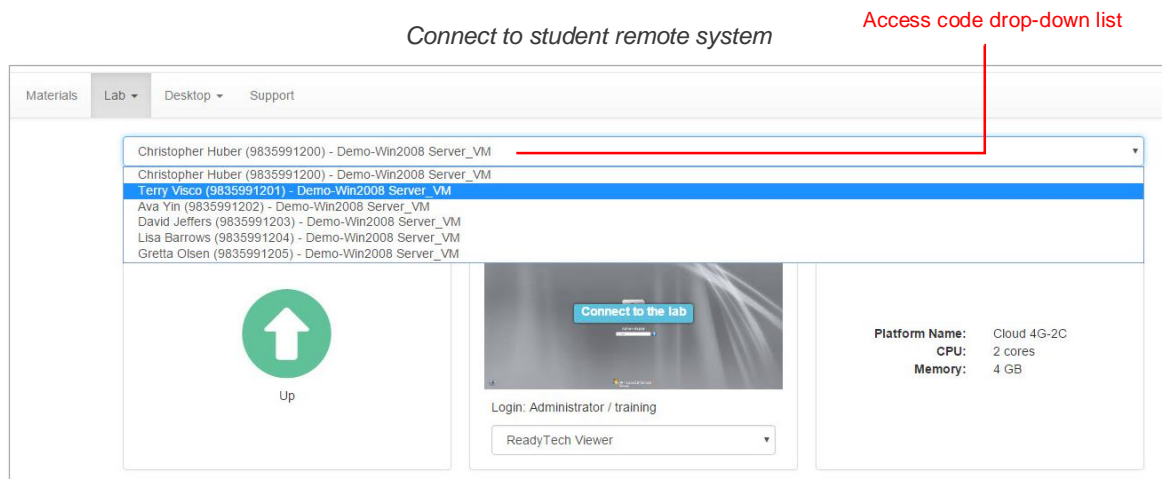 Access code drop-down list
Connect to student remote system
Materials Lab Desktop Support
Christopher Huber (9835991200) - Demo-Win2008 Server_VM
Christopher Huber (9835991200) - Demo-Win2008 Server_VM
Terry Visco (9835991201) - Demo-Win2008 Server_VM
Ava Yin (9835991202) - Demo-Win2008 Server_VM
David Jeffers (9835991203) - Demo-Win2008 Server_VM
Lisa Barrows (9835991204) - Demo-Win2008 Server_VM
Gretta Olsen (9835991205) - Demo-Win2008 Server_VM
Up
Connect to the lab
Login: Administrator / training
ReadyTech Viewer
Platform Name: Cloud 4G-2C
CPU: 2 cores
Memory: 4 GB